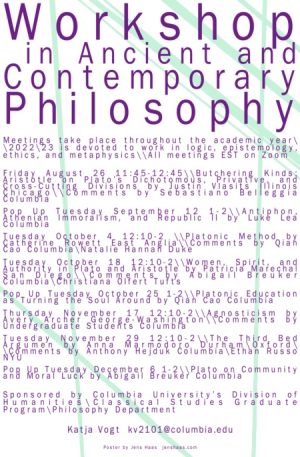 Workshop
in Ancient and
Contemporary
Philosophy
Meetings take place throughout the academic year\
\2022\23 is devoted to work in logic, epistemology,
ethics, and metaphysics\\All meetings EST on Zoom
Friday August 26 11:45-12:45\\Butchering Kinds:
Aristotle on Plato's Dichotomous, Privative, and
Cross-Cutting Divisions by Justin Vlasits Illinois
Chicago\\Comments by Sebastiano Belleggia
Columbia
Pop Up Tuesday September 12 1-2\\Antiphon,
Athenian Immoralism, and Republic II by Luke Lea
Columbia
Tuesday October 4 12:10-2 \\Platonic Method by
Catherine Rowett East Anglia\\Comments by Qian
Cao Columbia\Natalie Hannah Duke
Tuesday October 18 12:10-2\\Women, Spirit, and
Authority in Plato and Aristotle by Patricia Marechal
San Diego\\Comments by Abigail Breuker
Columbia\Christiana Olfert Tufts
Pop Up Tuesday October 25 1-2\\Platonic Education
as Turning the Soul Around by Qian Cao Columbia
Thursday November 17 12:10-2\\Agnosticism by
Avery Archer George-Washington\\Comments by
Undergraduate Students Columbia
Tuesday November 29 12:10-2\\The Third Bed
Argument by Anna Marmodoro Durham\Oxford\
\Comments by Anthony Hejduk Columbia\Ethan Russo
NYU
Pop Up Tuesday December 6 1-2\\Plato on Community
and Moral Luck by Abigail Breuker Columbia
Sponsored by Columbia University's Division of
Humanities\Classical Studies Graduate
Program\Philosophy Department
Katja Vogt kv2101@columbia.edu
Poster by Jens Haas jenshaas.com